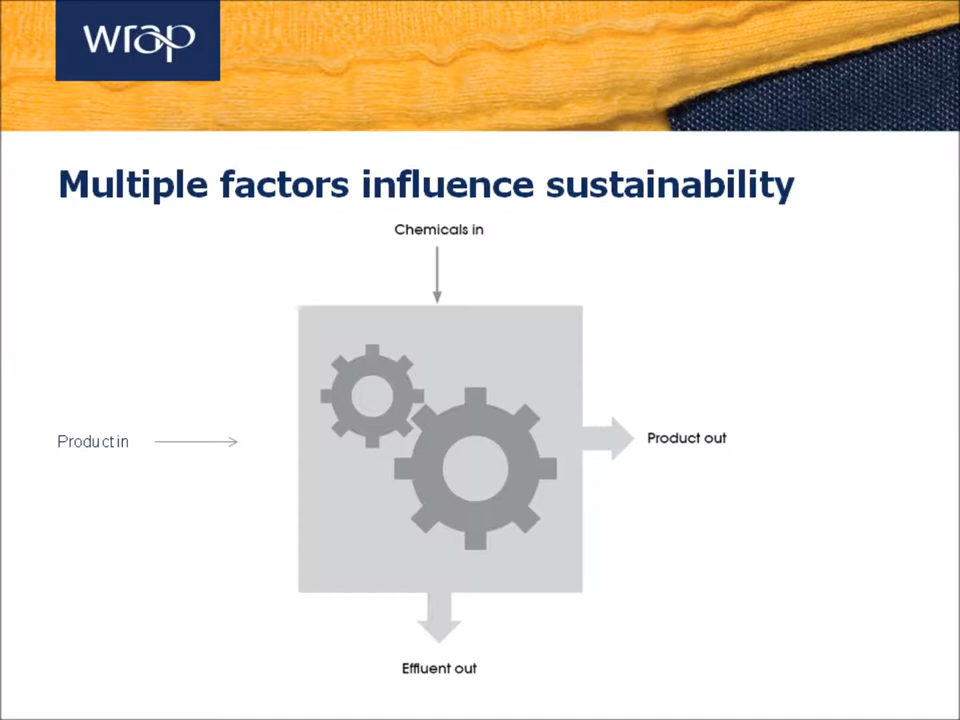 wrap
Multiple factors influence sustainability
Chemicals in
Product in
Product out
Effluent out